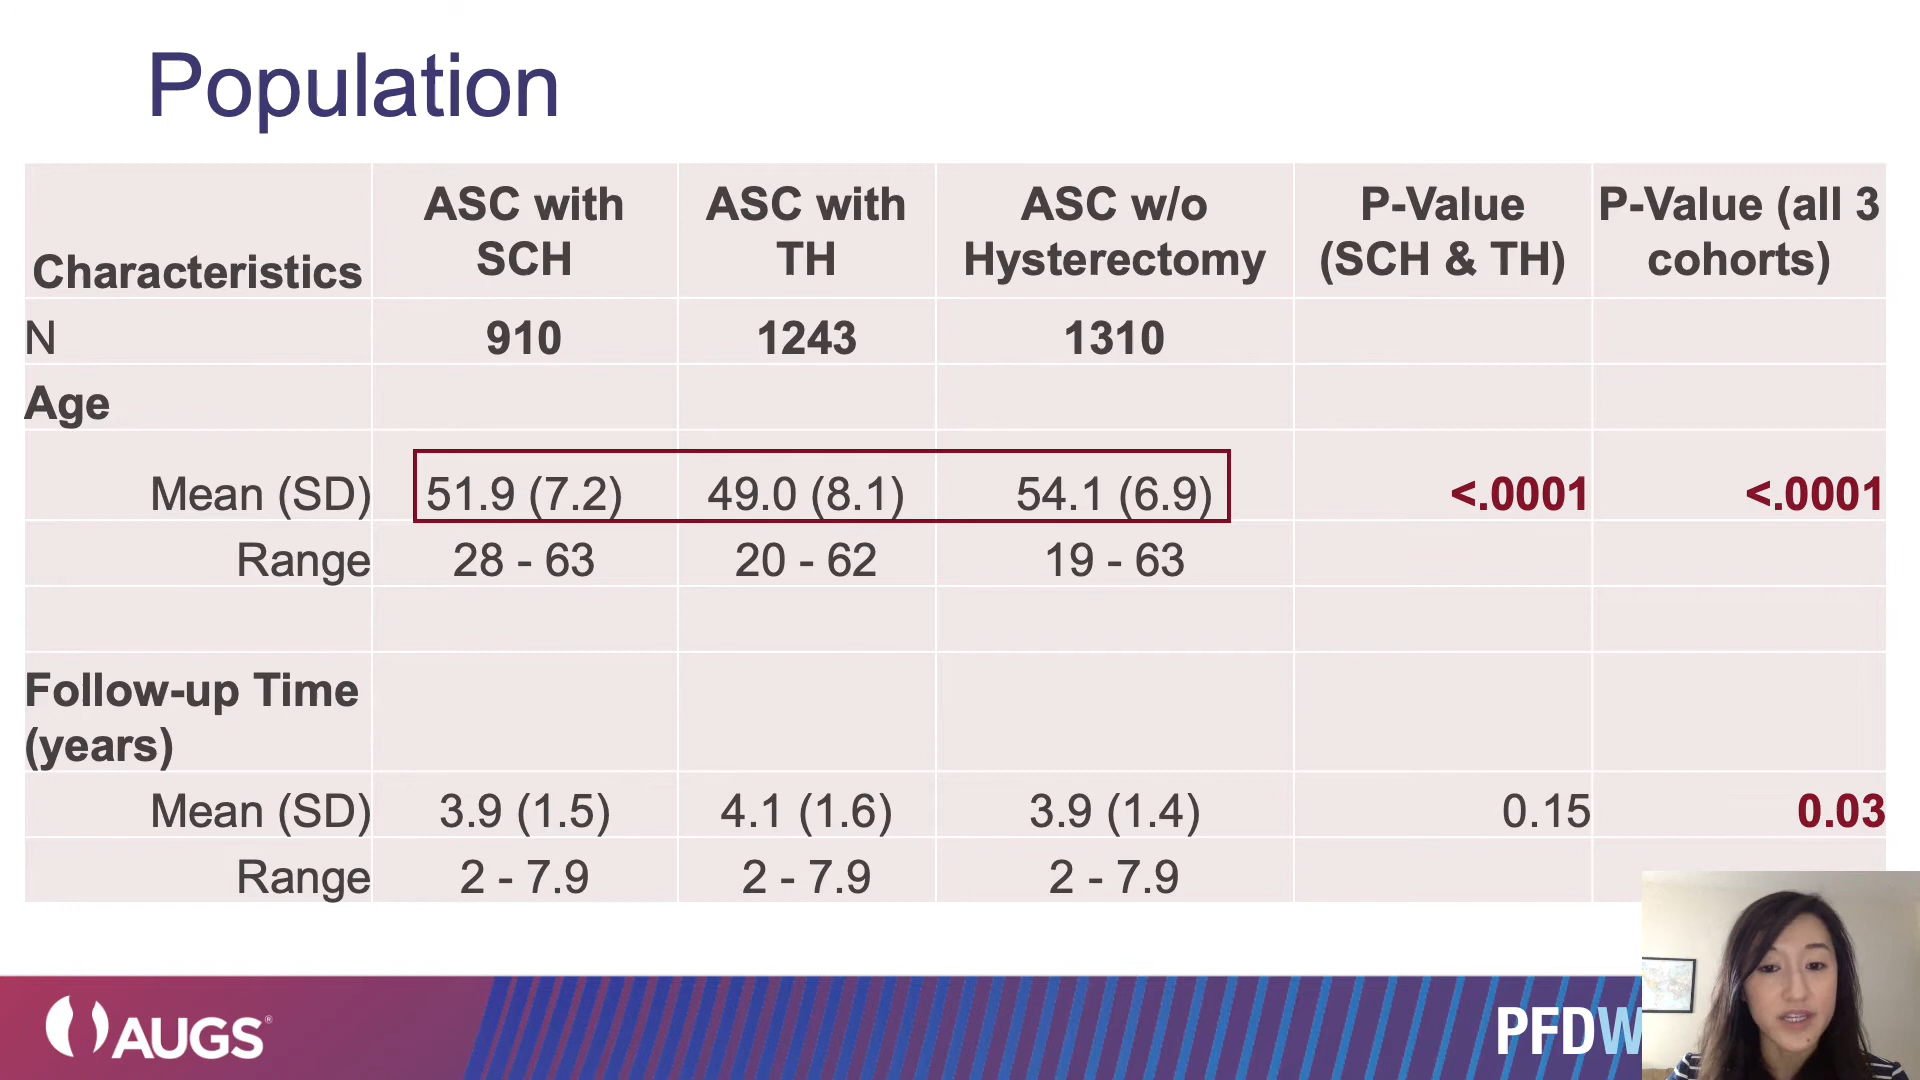 Population
Characteristics ASC with SCH ASC with TH ASC w/o Hysterectomy P-Value (SCH & TH) P-Value (all 3 cohorts)
N 910 1243 1310
Age
Mean (SD) 51.9 (7.2) 49.0 (8.1) 54.1 (6.9) <.0001 <.0001
Range 28 - 63 20 - 62 19 - 63
Follow-up Time
(years)
Mean (SD) 3.9 (1.5) 4.1 (1.6) 3.9 (1.4) 0.15 0.03
Range 2 - 7.9 2 - 7.9 2 - 7.9
AUGS® PFDW